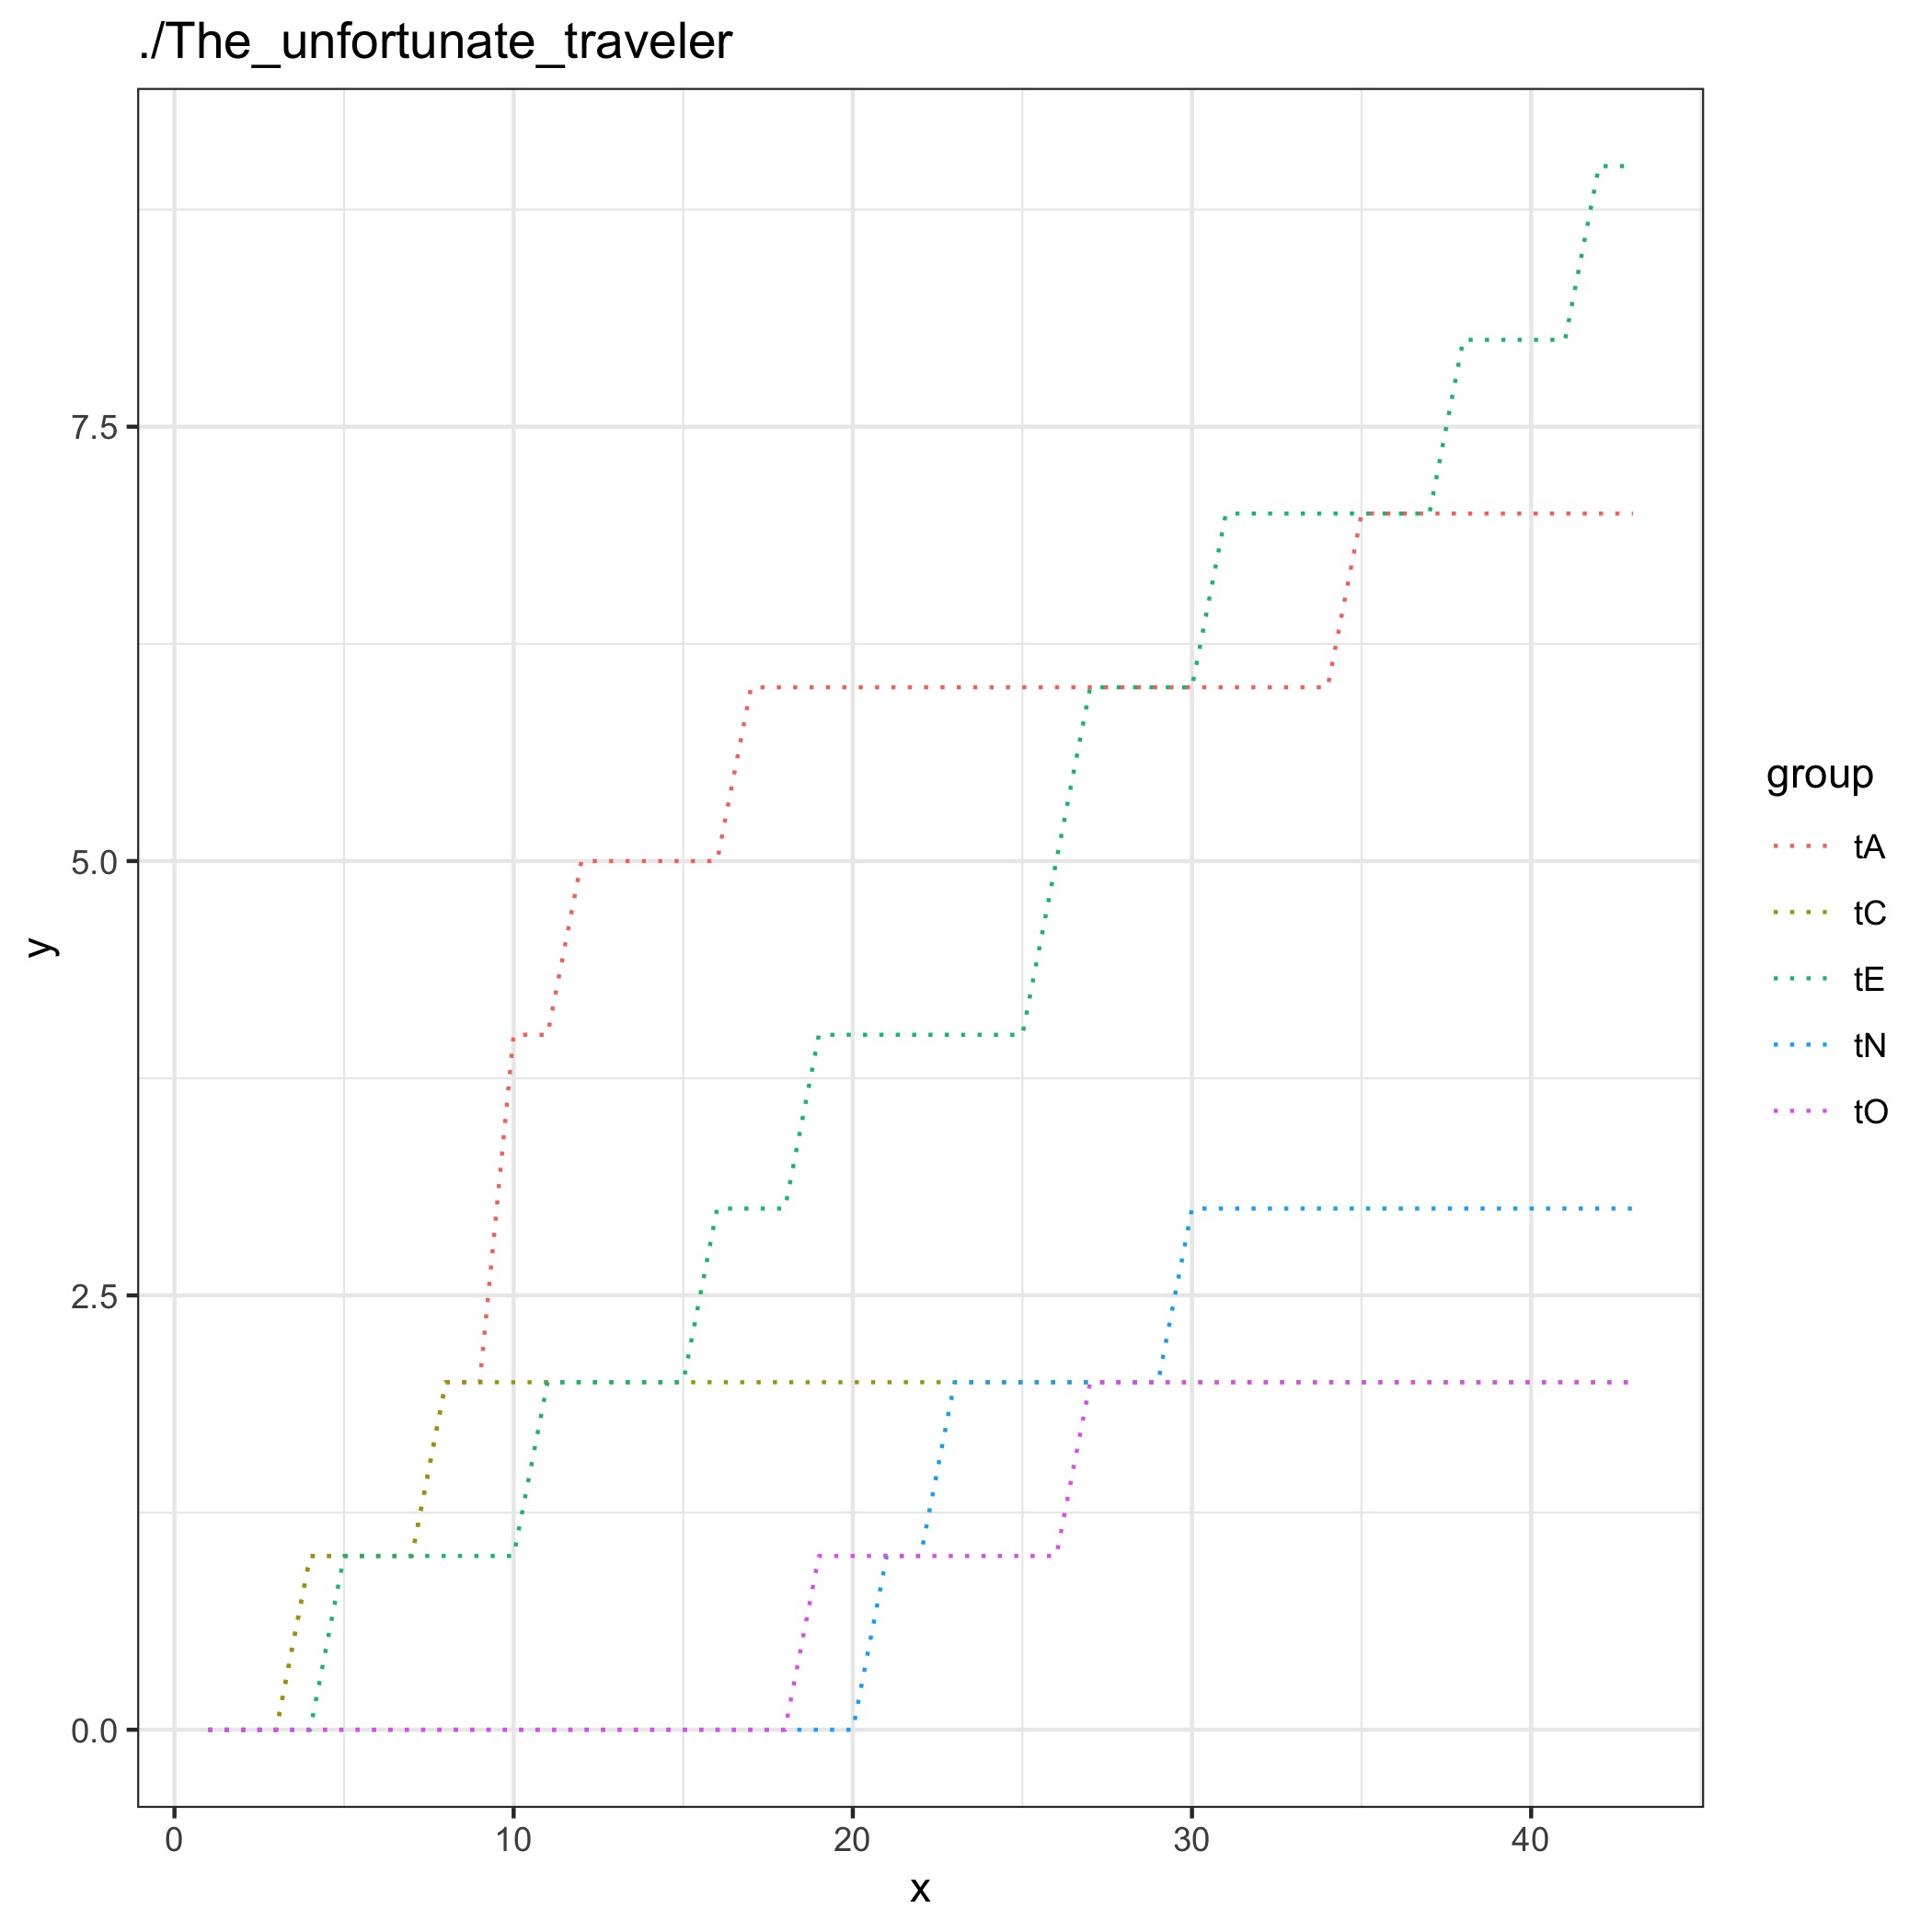 ./The_unfortunate_traveler
7.5
5.0
2.5
0.0
y
0 10 20 30 40
x
group
tA
tC
tE
tN
tO